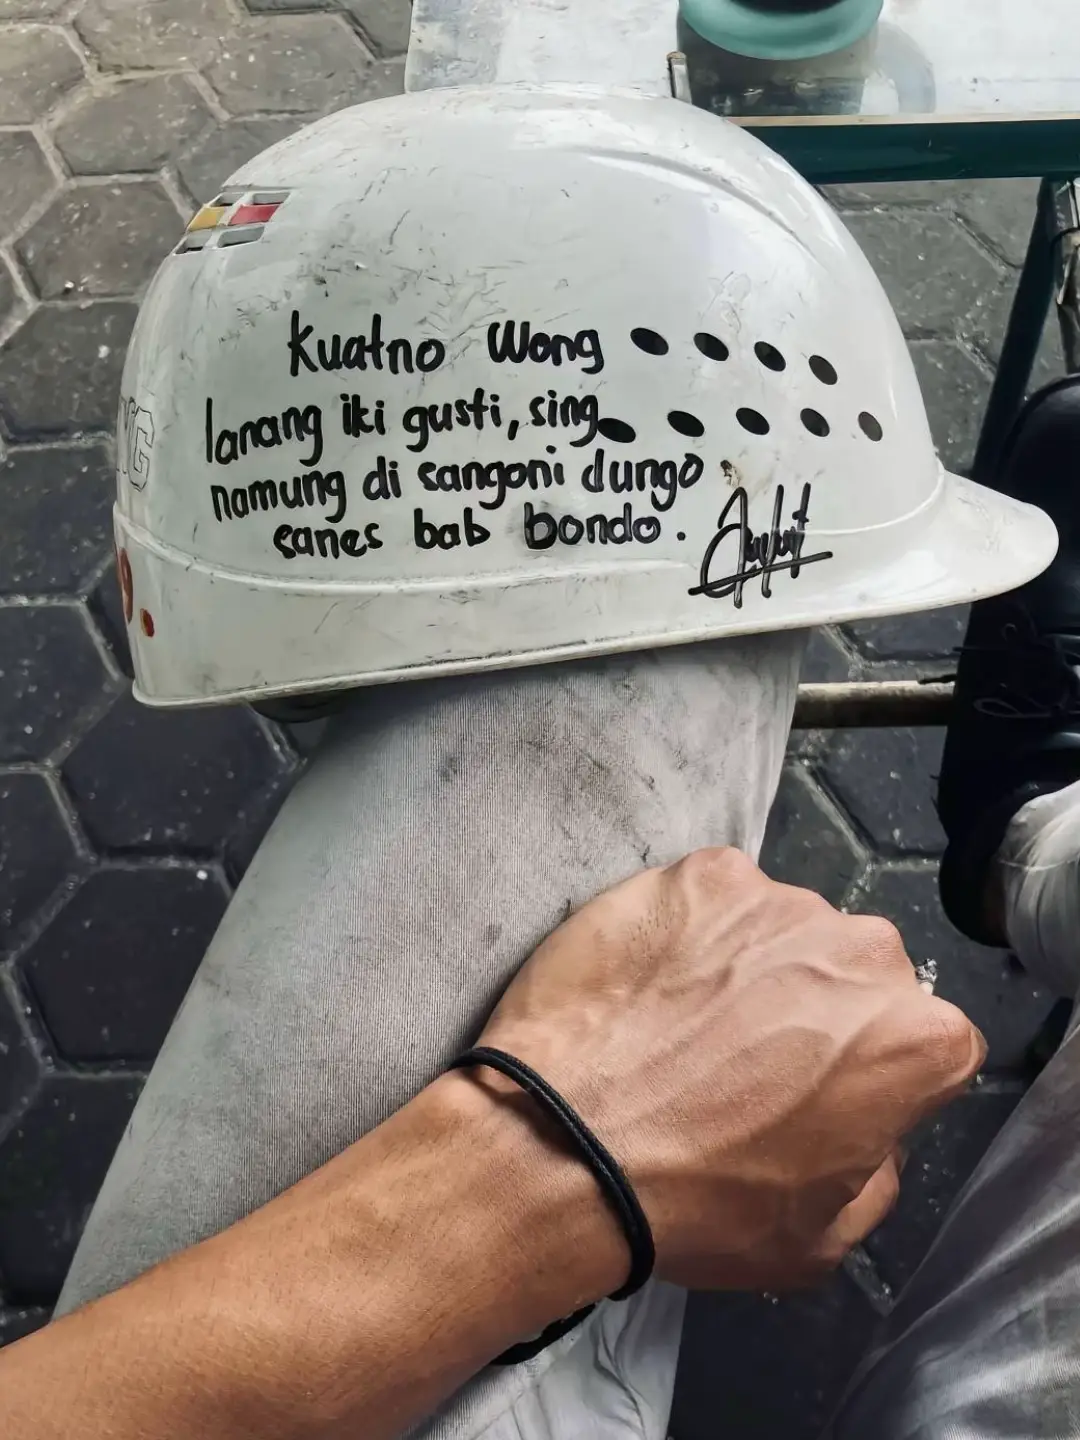 Kuatno Wong
lanang iki gusti, sing
namung di sangoni dungo
sanes bab bondo.